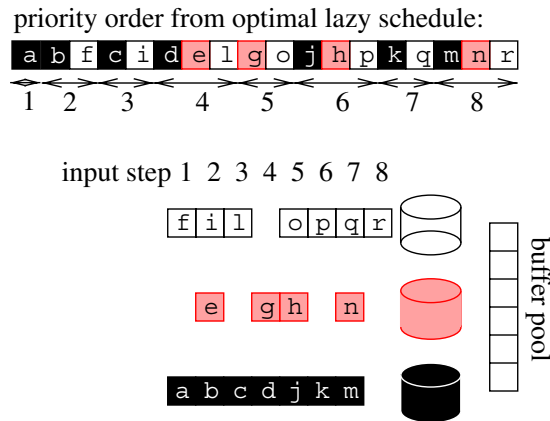 priority order from optimal lazy schedule:
a b f c i d e l g o j h p k q m n r
1 2 3 4 5 6 7 8
input step 1 2 3 4 5 6 7 8
f i l o p q r
e g h n
a b c d j k m
buffer pool